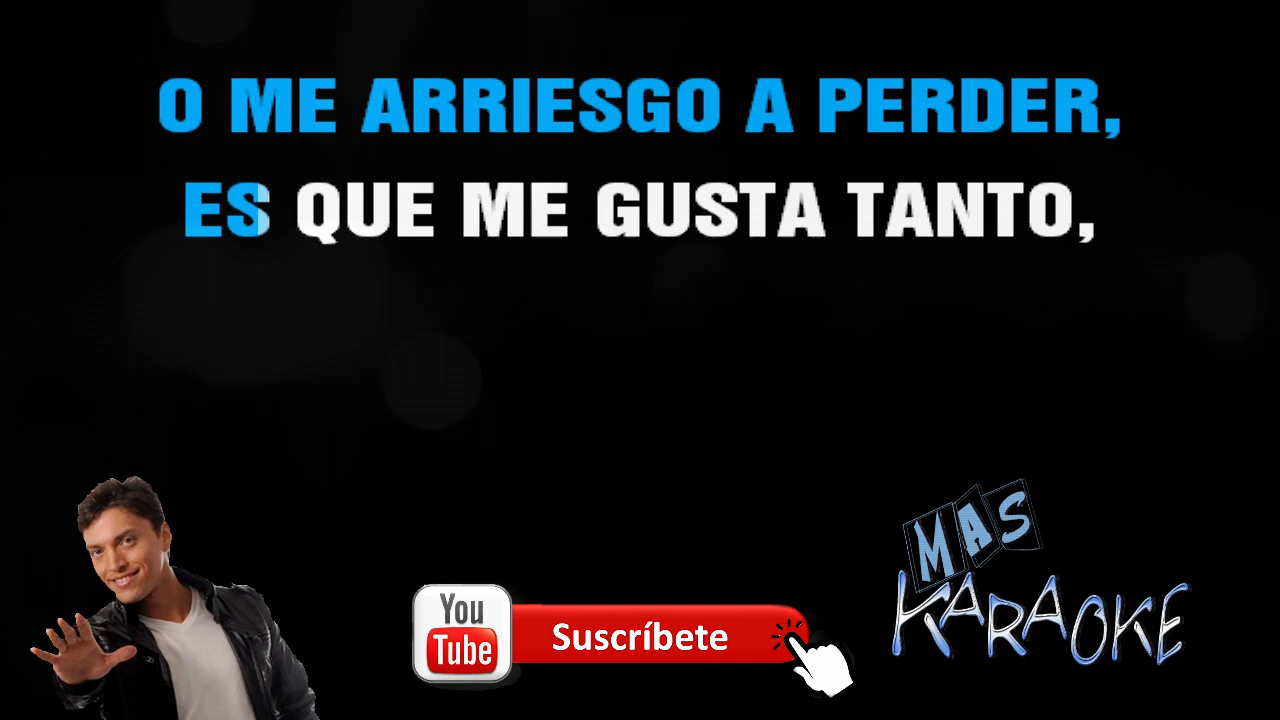 O ME ARRIESGO A PERDER,
ES QUE ME GUSTA TANTO,
MAS
KARAOKE
You
Tube
Suscríbete